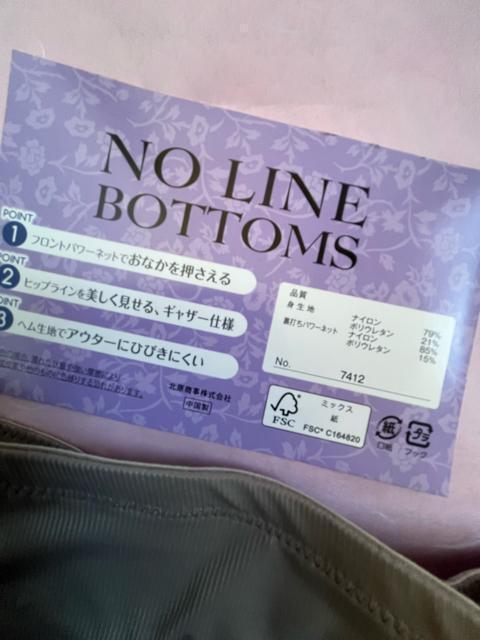 NO LINE
BOTTOMS
POINT
1 フロントパワーネットでおなかを押さえる
POINT
2 ヒップラインを美しく見せる、ギャザー仕様
POINT
3 ヘム生地でアウターにひびきにくい
品質
身生地 ナイロン 79%
ポリウレタン 21%
裏打ちパワーネット ナイロン 85%
ポリウレタン 15%
No. 7412
北原商事株式会社
中国製
FSC
ミックス
紙
FSC® C164820
紙
口紙
プラ
フック